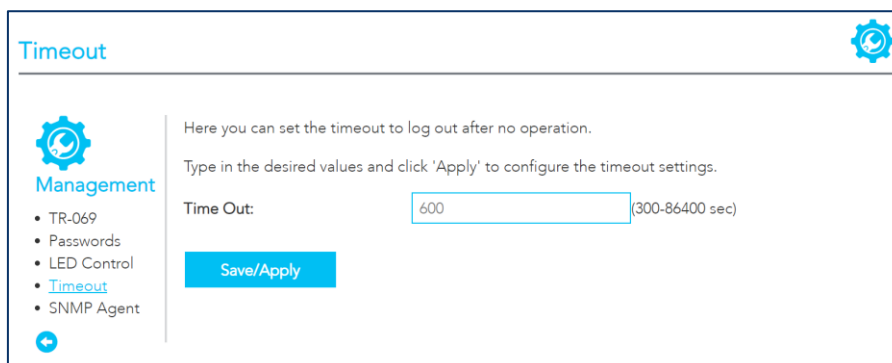 Timeout
Management
• TR-069
• Passwords
• LED Control
• Timeout
• SNMP Agent
Here you can set the timeout to log out after no operation.
Type in the desired values and click 'Apply' to configure the timeout settings.
Time Out: 600 (300-86400 sec)
Save/Apply